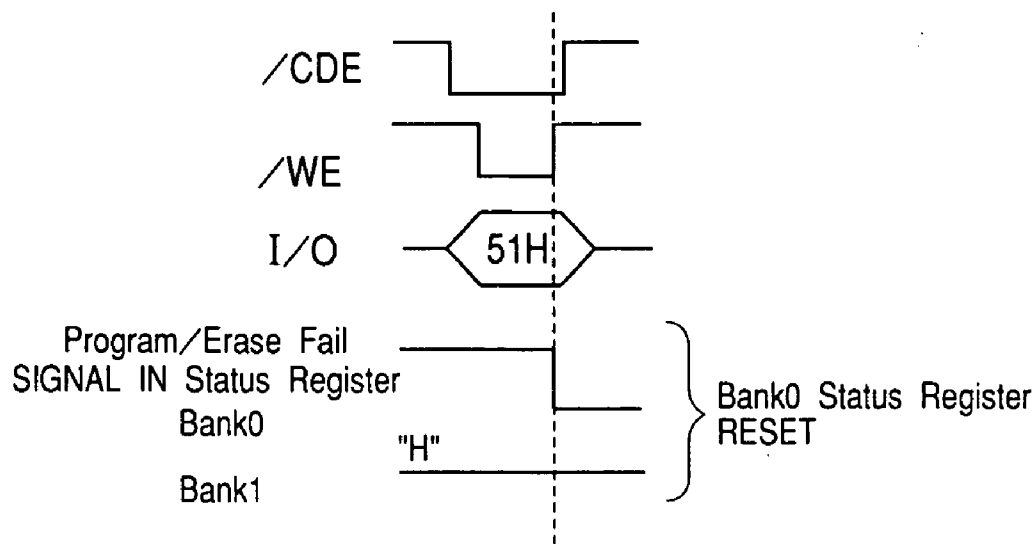 /CDE
/WE
I/O
51H
Program/Erase Fail
SIGNAL IN Status Register
Bank0
"H"
Bank1
Bank0 Status Register
RESET